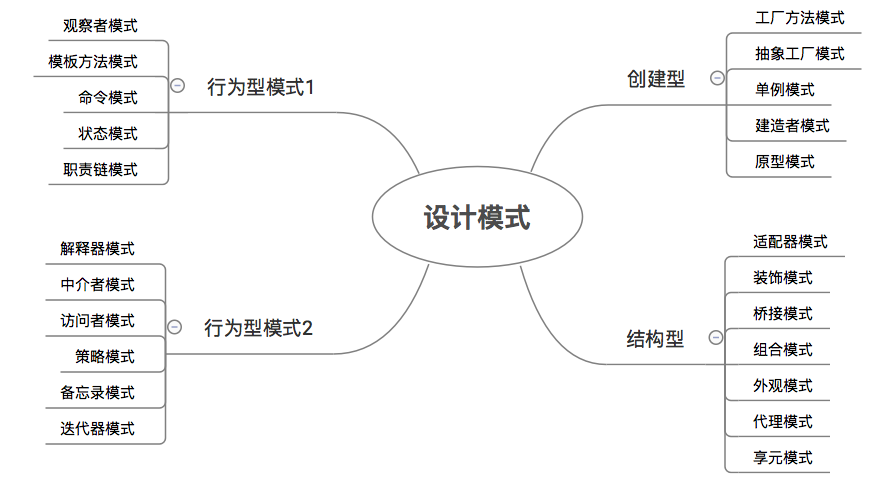 设计模式
行为型模式1
观察者模式
模板方法模式
命令模式
状态模式
职责链模式
行为型模式2
解释器模式
中介者模式
访问者模式
策略模式
备忘录模式
迭代器模式
创建型
工厂方法模式
抽象工厂模式
单例模式
建造者模式
原型模式
结构型
适配器模式
装饰模式
桥接模式
组合模式
外观模式
代理模式
享元模式